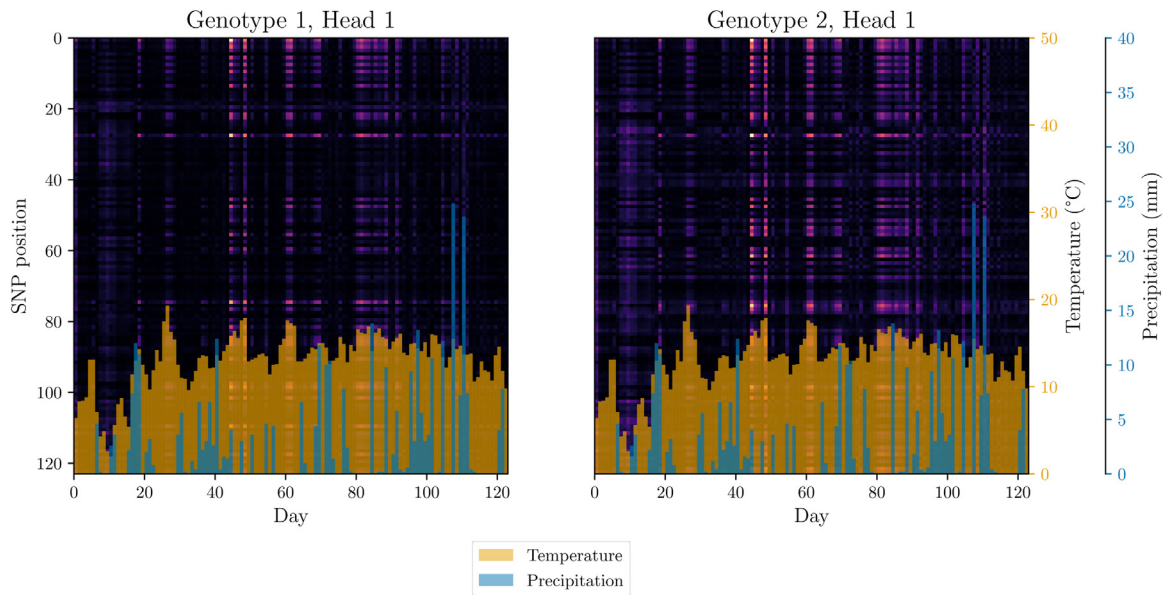 Genotype 1, Head 1
Genotype 2, Head 1
0
20
40
60
80
100
120
SNP position
0 20 40 60 80 100 120
Day
0 20 40 60 80 100 120
Day
50
40
30
20
10
0
Temperature (°C)
40
35
30
25
20
15
10
5
0
Precipitation (mm)
Temperature
Precipitation